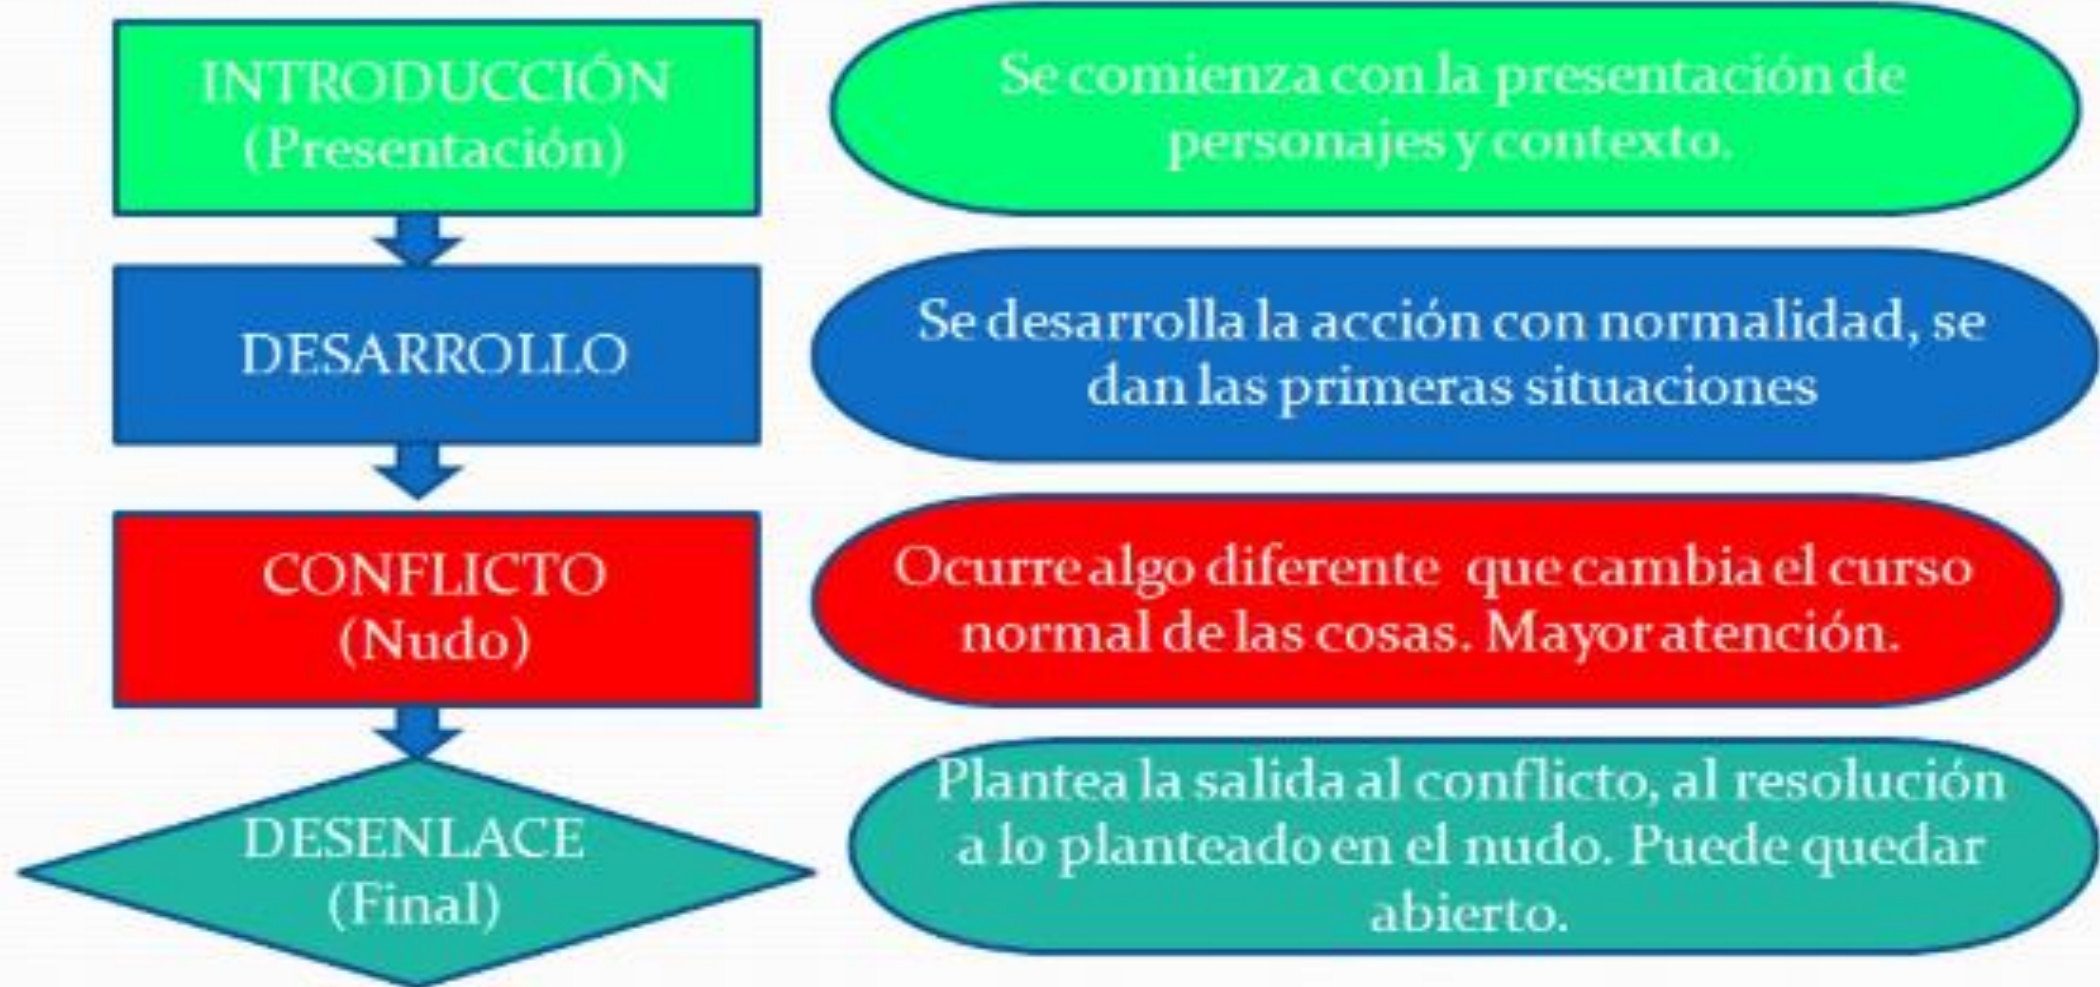 INTRODUCCIÓN
(Presentación)
Se comienza con la presentación de
personajes y contexto.
DESARROLLO
Se desarrolla la acción con normalidad, se
dan las primeras situaciones
CONFLICTO
(Nudo)
Ocurre algo diferente que cambia el curso
normal de las cosas. Mayor atención.
DESENLACE
(Final)
Plantea la salida al conflicto, al resolución
a lo planteado en el nudo. Puede quedar
abierto.